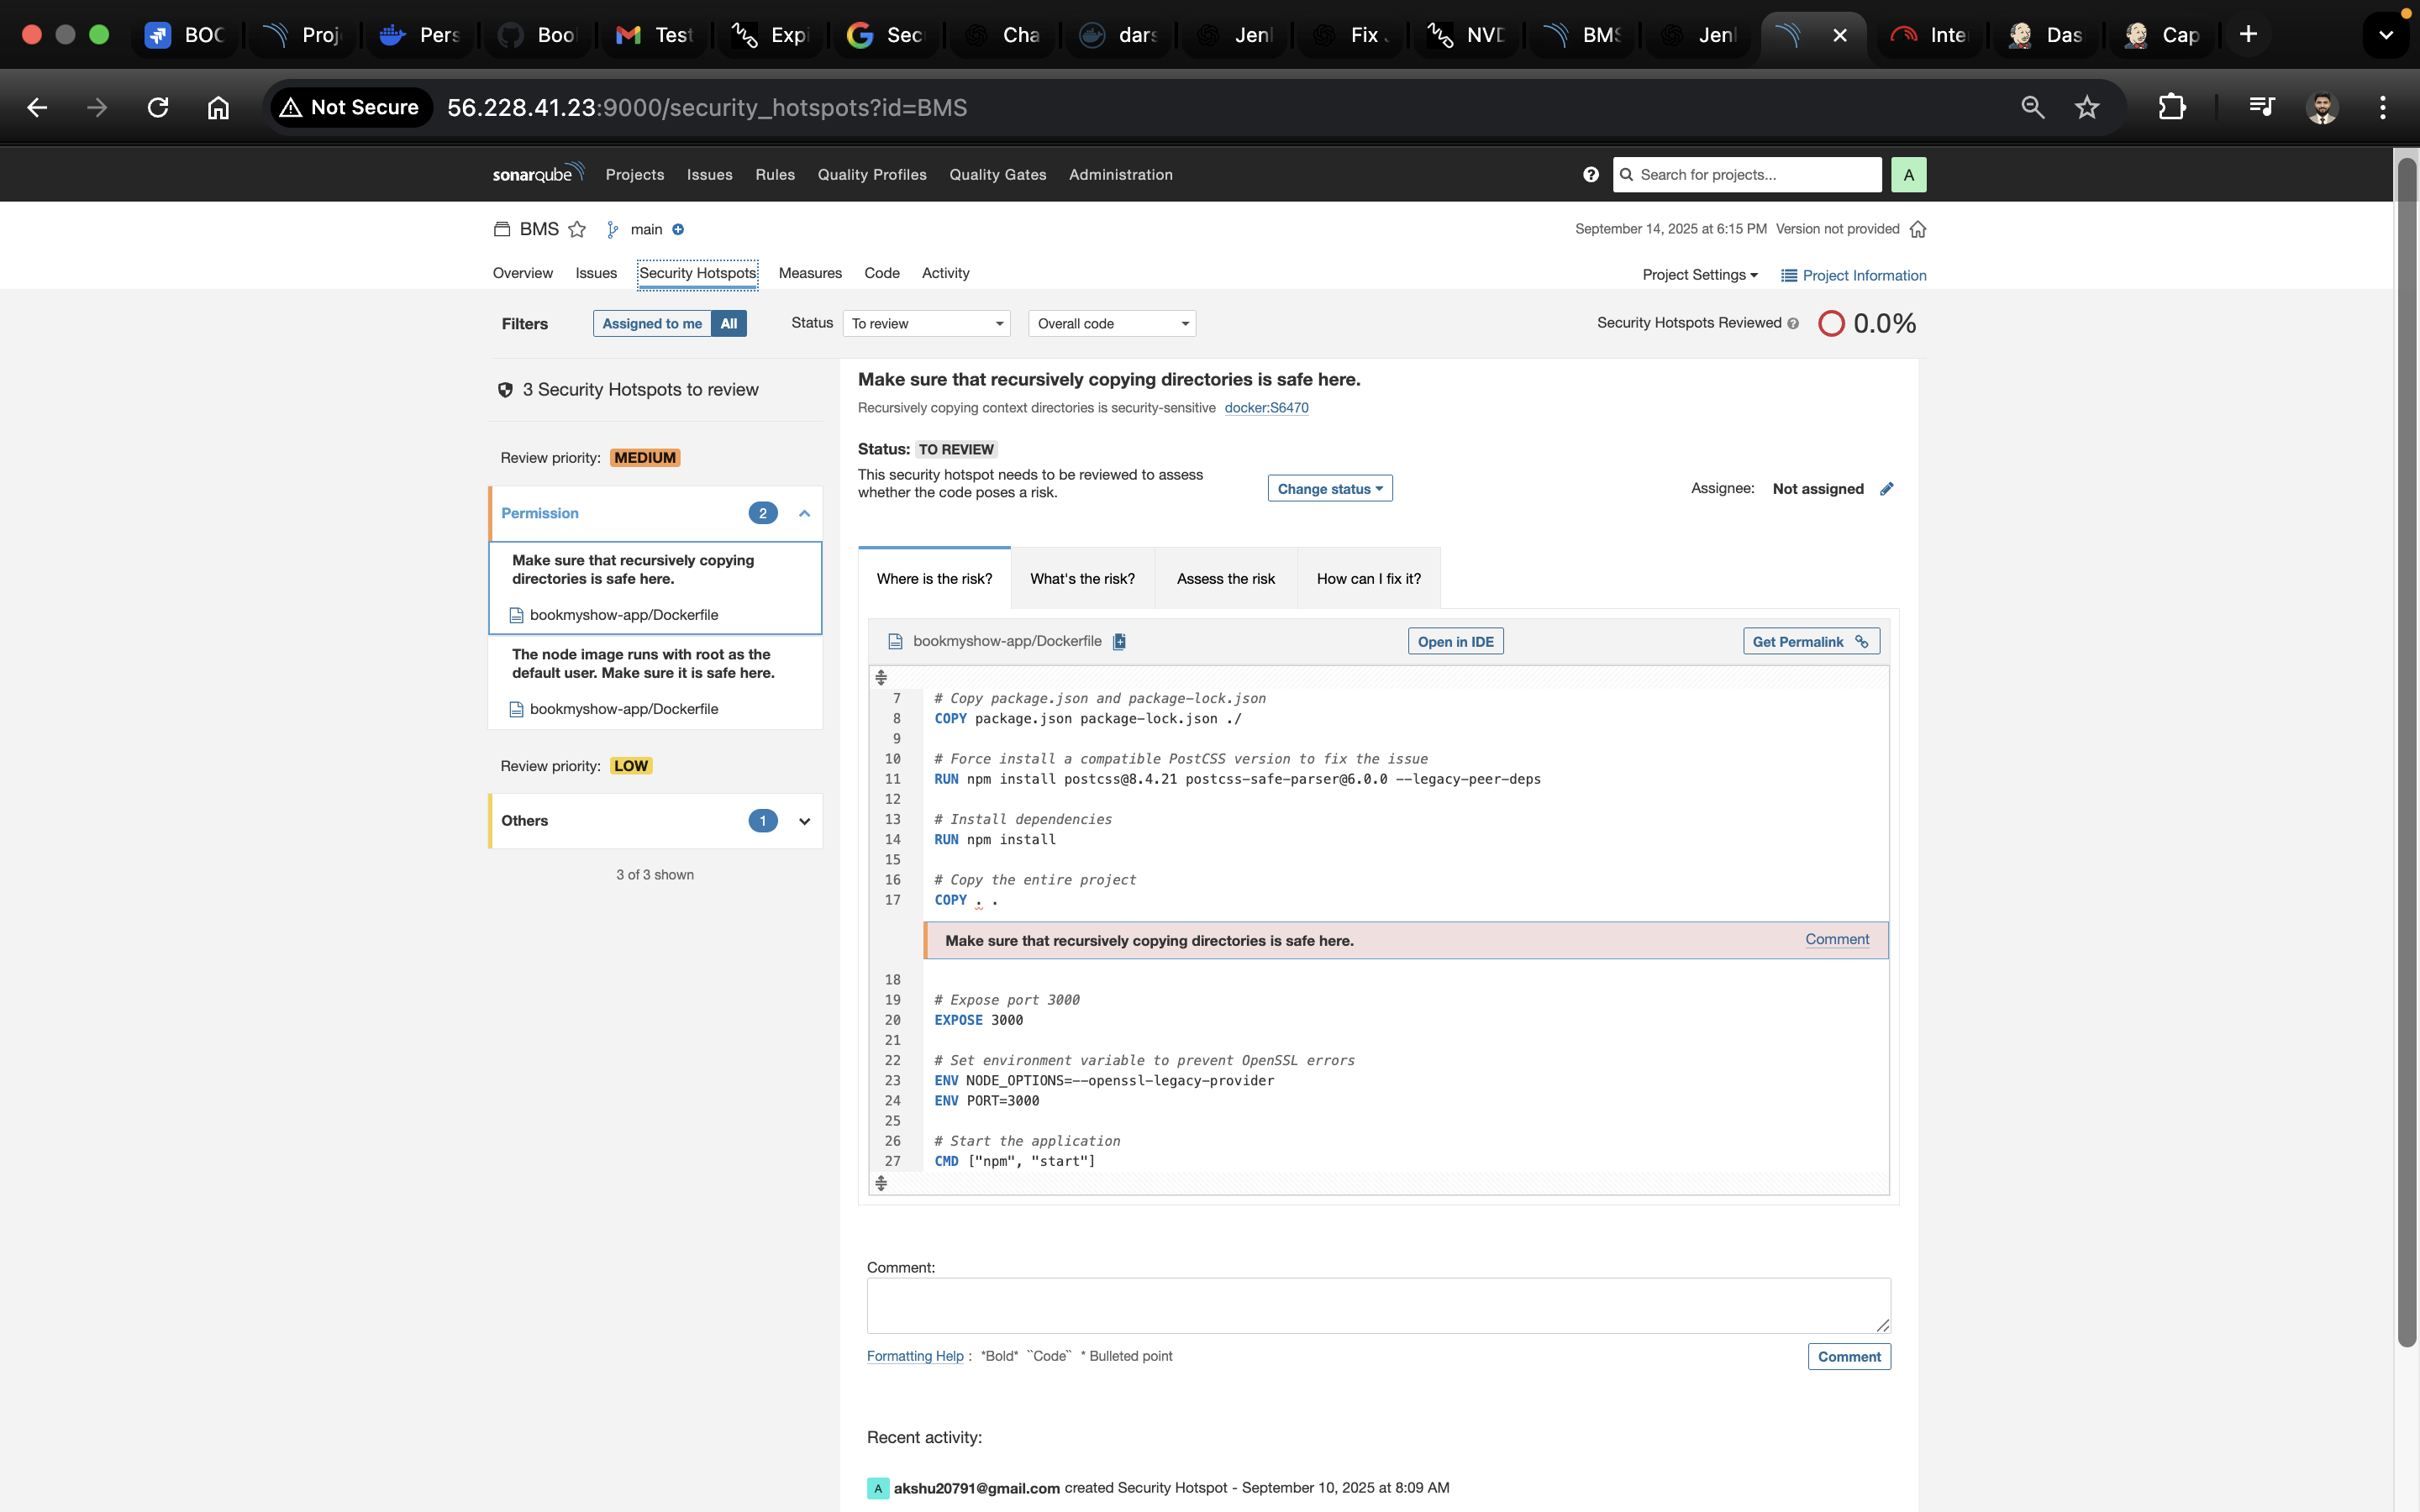 BOC
Proj
Pers
Bool
Test
Expi
Sec
Cha
dars
Jenl
Fix
NVD
BMS
Jenl
Inte
Das
Cap
Not Secure
56.228.41.23:9000/security_hotspots?id=BMS
sonarqube
Projects
Issues
Rules
Quality Profiles
Quality Gates
Administration
Search for projects...
A
BMS
main
September 14, 2025 at 6:15 PM Version not provided
Overview
Issues
Security Hotspots
Measures
Code
Activity
Project Settings
Project Information
Filters
Assigned to me
All
Status
To review
Overall code
Security Hotspots Reviewed
0.0%
3 Security Hotspots to review
Review priority: MEDIUM
Permission
2
Make sure that recursively copying
directories is safe here.
bookmyshow-app/Dockerfile
The node image runs with root as the
default user. Make sure it is safe here.
bookmyshow-app/Dockerfile
Review priority: LOW
Others
1
3 of 3 shown
Make sure that recursively copying directories is safe here.
Recursively copying context directories is security-sensitive docker:S6470
Status: TO REVIEW
This security hotspot needs to be reviewed to assess
whether the code poses a risk.
Change status
Assignee: Not assigned
Where is the risk?
What's the risk?
Assess the risk
How can I fix it?
bookmyshow-app/Dockerfile
Open in IDE
Get Permalink
7 # Copy package.json and package-lock.json
8 COPY package.json package-lock.json ./
9
10 # Force install a compatible PostCSS version to fix the issue
11 RUN npm install postcss@8.4.21 postcss-safe-parser@6.0.0 --legacy-peer-deps
12
13 # Install dependencies
14 RUN npm install
15
16 # Copy the entire project
17 COPY . .
Make sure that recursively copying directories is safe here.
Comment
18
19 # Expose port 3000
20 EXPOSE 3000
21
22 # Set environment variable to prevent OpenSSL errors
23 ENV NODE_OPTIONS=--openssl-legacy-provider
24 ENV PORT=3000
25
26 # Start the application
27 CMD ["npm", "start"]
Comment:
Formatting Help : *Bold* ``Code`` * Bulleted point
Comment
Recent activity:
A akshu20791@gmail.com created Security Hotspot - September 10, 2025 at 8:09 AM